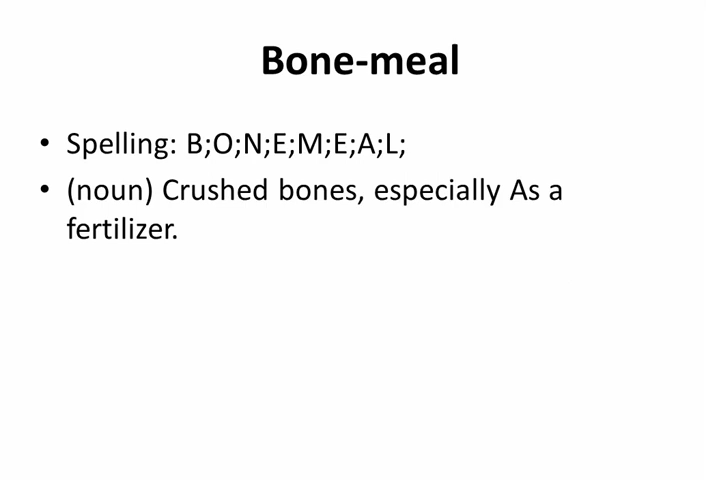 Bone-meal
• Spelling: B;O;N;E;M;E;A;L;
• (noun) Crushed bones, especially As a
fertilizer.